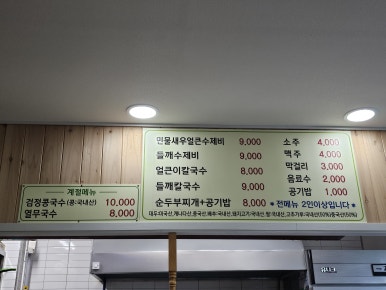 계절메뉴
검정콩국수(콩:국내산) 10,000
열무국수 8,000
민물새우얼큰수제비 9,000
들깨수제비 9,000
얼큰이칼국수 8,000
들깨칼국수 9,000
순두부찌개+공기밥 8,000
소주 4,000
맥주 4,000
막걸리 3,000
음료수 2,000
공기밥 1,000
* 전메뉴 2인이상입니다 *